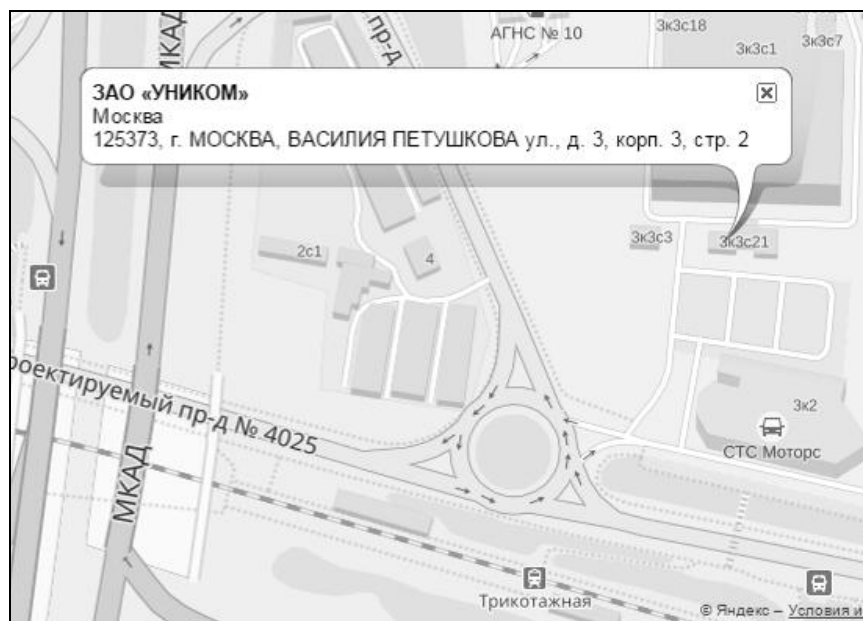 МКАД
пр-д
АГНС № 10
3к3с18
3к3с1
3к3с7
ЗАО «УНИКОМ»
Москва
125373, г. МОСКВА, ВАСИЛИЯ ПЕТУШКОВА ул., д. 3, корп. 3, стр. 2
3к3с3
3к3с21
2с1
4
роектируемый пр-д № 4025
3к2
СТС Моторс
МКАД
Трикотажная
© Яндекс – Условия и